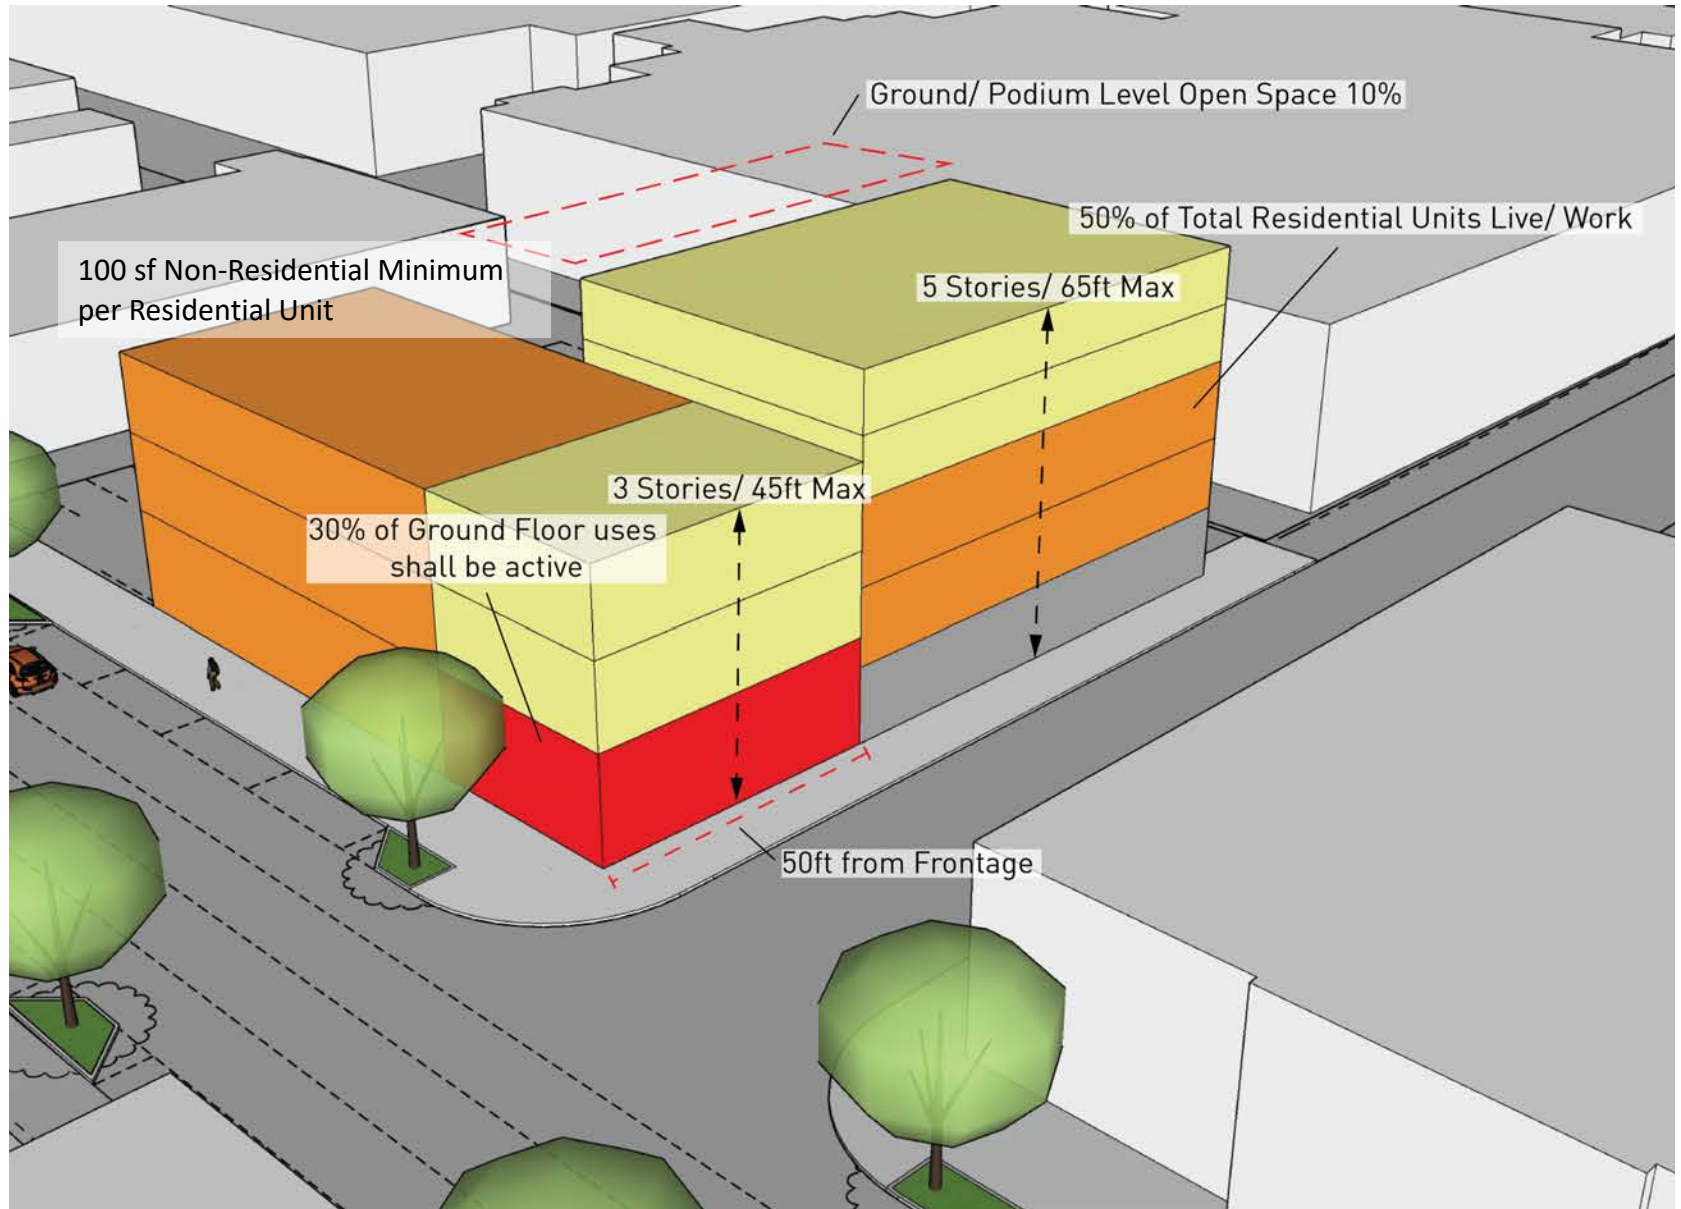 Ground/ Podium Level Open Space 10%
50% of Total Residential Units Live/ Work
100 sf Non-Residential Minimum
per Residential Unit
5 Stories/ 65ft Max
3 Stories/ 45ft Max
30% of Ground Floor uses
shall be active
50ft from Frontage